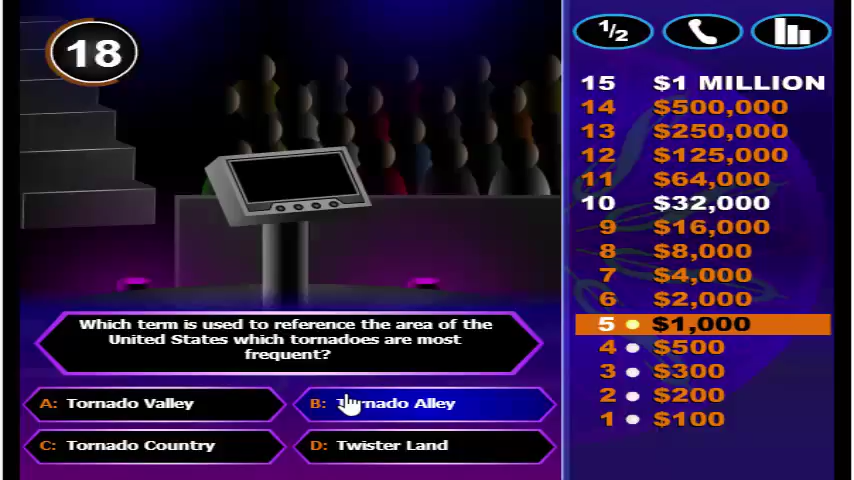 18
1/2
15 $1 MILLION
14 $500,000
13 $250,000
12 $125,000
11 $64,000
10 $32,000
9 $16,000
8 $8,000
7 $4,000
6 $2,000
5 $1,000
4 $500
3 $300
2 $200
1 $100
Which term is used to reference the area of the
United States which tornadoes are most
frequent?
A: Tornado Valley
B: Tornado Alley
C: Tornado Country
D: Twister Land